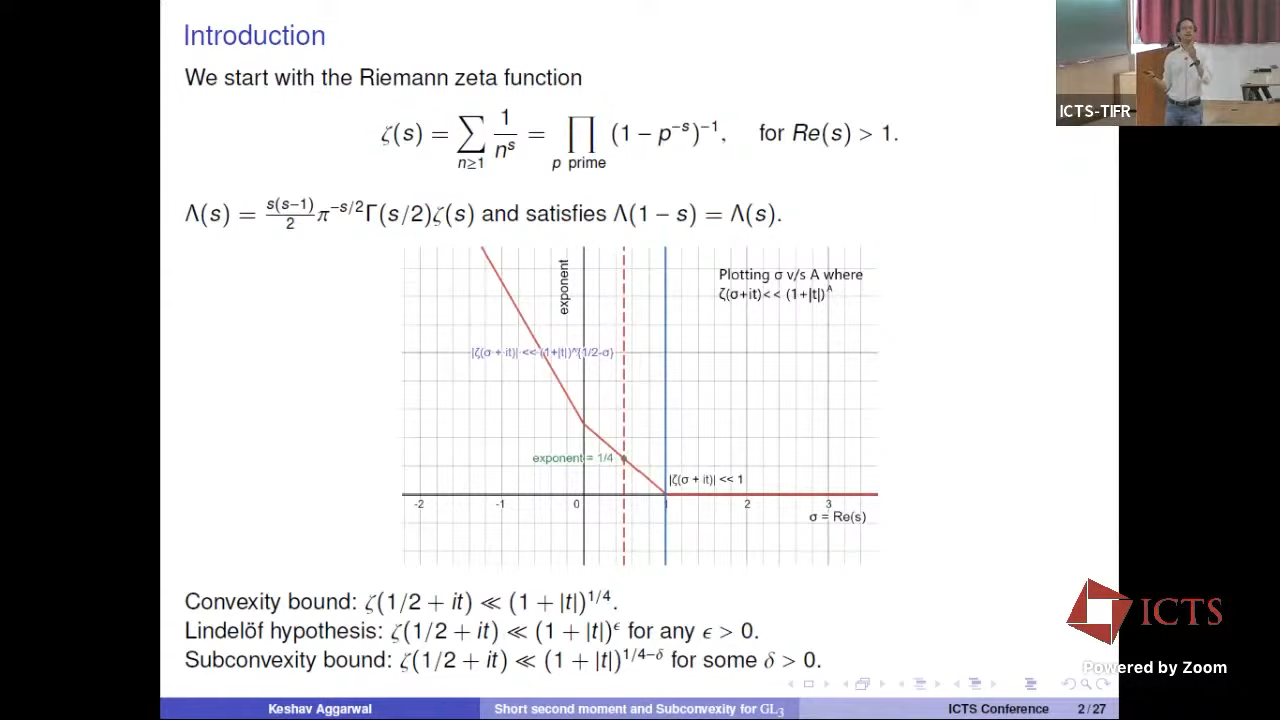 Introduction
We start with the Riemann zeta function
ζ(s) = ∑_{n≥1} 1/n^s = ∏_{p prime} (1 − p^{−s})^{−1}, for Re(s) > 1.
Λ(s) = s(s−1)/2 π^{−s/2}Γ(s/2)ζ(s) and satisfies Λ(1 − s) = Λ(s).
exponent
Plotting σ v/s A where
ζ(σ+it)<< (1+|t|)^A
|ζ(σ + it)| << (1+|t|)^{1/2-σ}
exponent = 1/4
|ζ(σ + it)| << 1
-2 -1 0 1 2 3
σ = Re(s)
Convexity bound: ζ(1/2 + it) ≪ (1 + |t|)^{1/4}.
Lindelöf hypothesis: ζ(1/2 + it) ≪ (1 + |t|)^ϵ for any ϵ > 0.
Subconvexity bound: ζ(1/2 + it) ≪ (1 + |t|)^{1/4−δ} for some δ > 0.
Keshav Aggarwal Short second moment and Subconvexity for GL₃ ICTS Conference 2/27
ICTS-TIFR
ICTS
Powered by Zoom